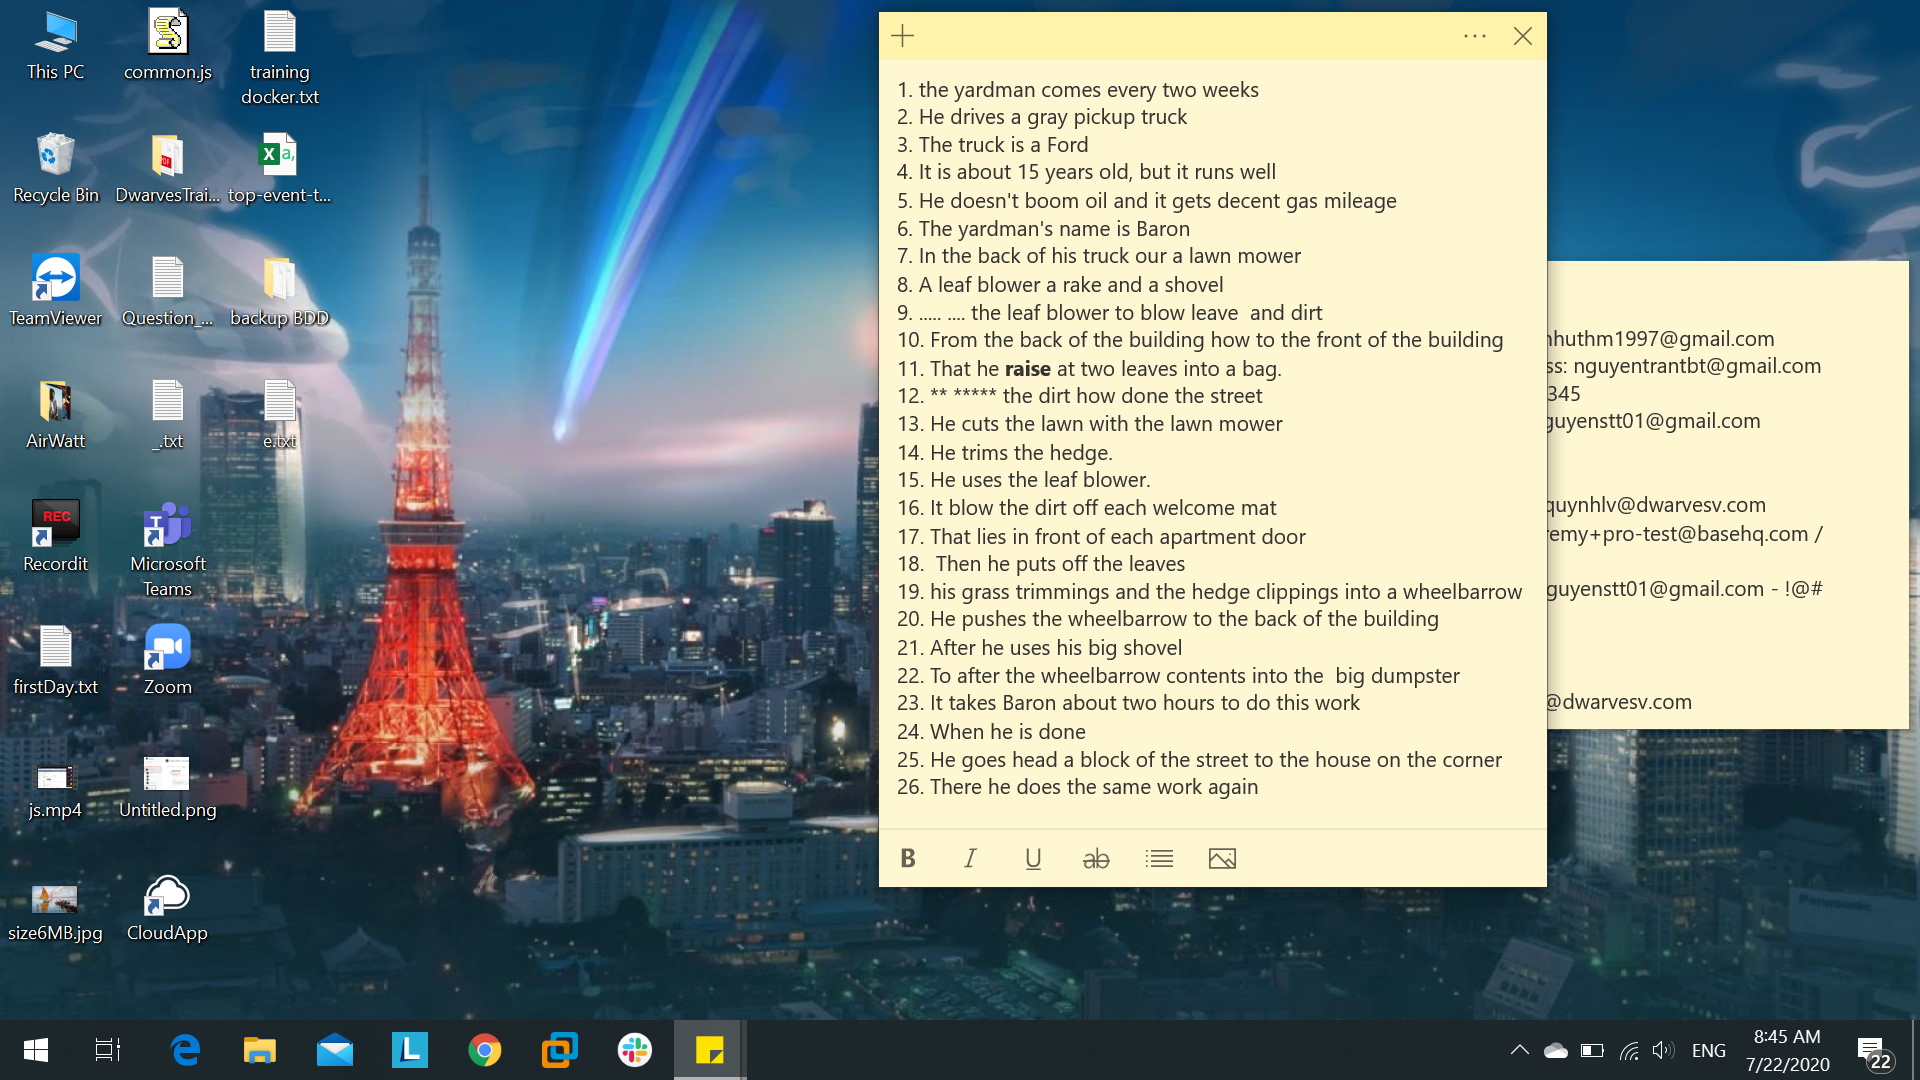 This PC
common.js
training
docker.txt
Recycle Bin
DwarvesTrai...
top-event-t...
TeamViewer
Question_...
backup BDD
AirWatt
_.txt
e.txt
REC
Recordit
Microsoft
Teams
firstDay.txt
Zoom
js.mp4
Untitled.png
size6MB.jpg
CloudApp
1. the yardman comes every two weeks
2. He drives a gray pickup truck
3. The truck is a Ford
4. It is about 15 years old, but it runs well
5. He doesn't boom oil and it gets decent gas mileage
6. The yardman's name is Baron
7. In the back of his truck our a lawn mower
8. A leaf blower a rake and a shovel
9. ..... .... the leaf blower to blow leave  and dirt
10. From the back of the building how to the front of the building
11. That he raise at two leaves into a bag.
12. ** ***** the dirt how done the street
13. He cuts the lawn with the lawn mower
14. He trims the hedge.
15. He uses the leaf blower.
16. It blow the dirt off each welcome mat
17. That lies in front of each apartment door
18.  Then he puts off the leaves
19. his grass trimmings and the hedge clippings into a wheelbarrow
20. He pushes the wheelbarrow to the back of the building
21. After he uses his big shovel
22. To after the wheelbarrow contents into the  big dumpster
23. It takes Baron about two hours to do this work
24. When he is done
25. He goes head a block of the street to the house on the corner
26. There he does the same work again
B I U ab
nhuthm1997@gmail.com
ss: nguyentrantbt@gmail.com
345
guyenstt01@gmail.com
quynhlv@dwarvesv.com
remy+pro-test@basehq.com /
guyenstt01@gmail.com - !@#
@dwarvesv.com
Panasonic
ENG
8:45 AM
7/22/2020
22